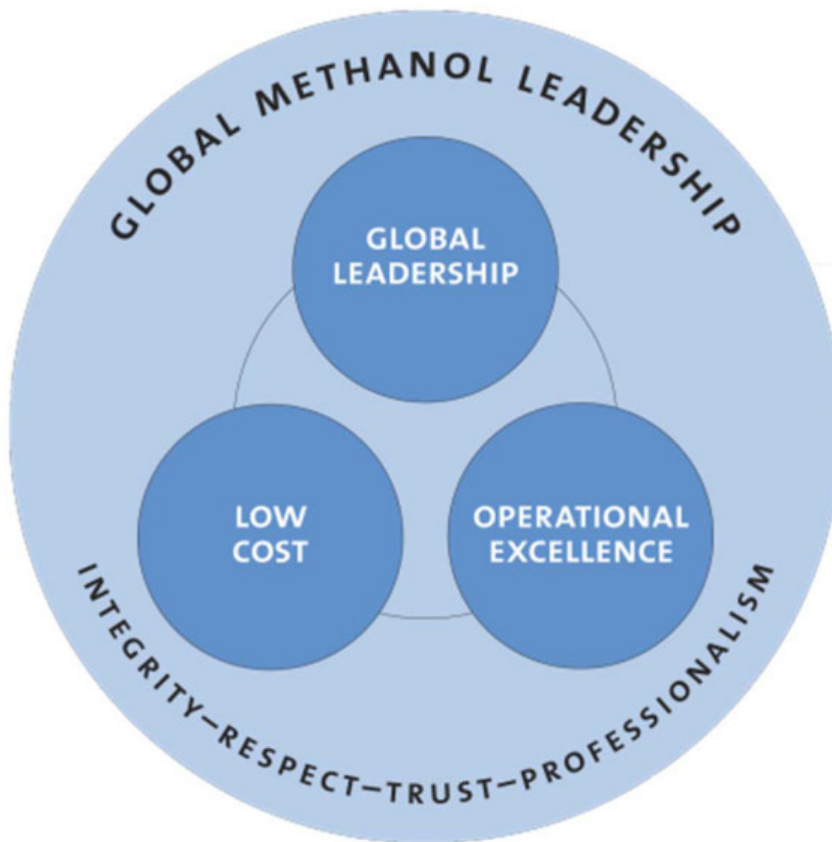 GLOBAL METHANOL LEADERSHIP
GLOBAL
LEADERSHIP
LOW
COST
OPERATIONAL
EXCELLENCE
INTEGRITY–RESPECT–TRUST–PROFESSIONALISM